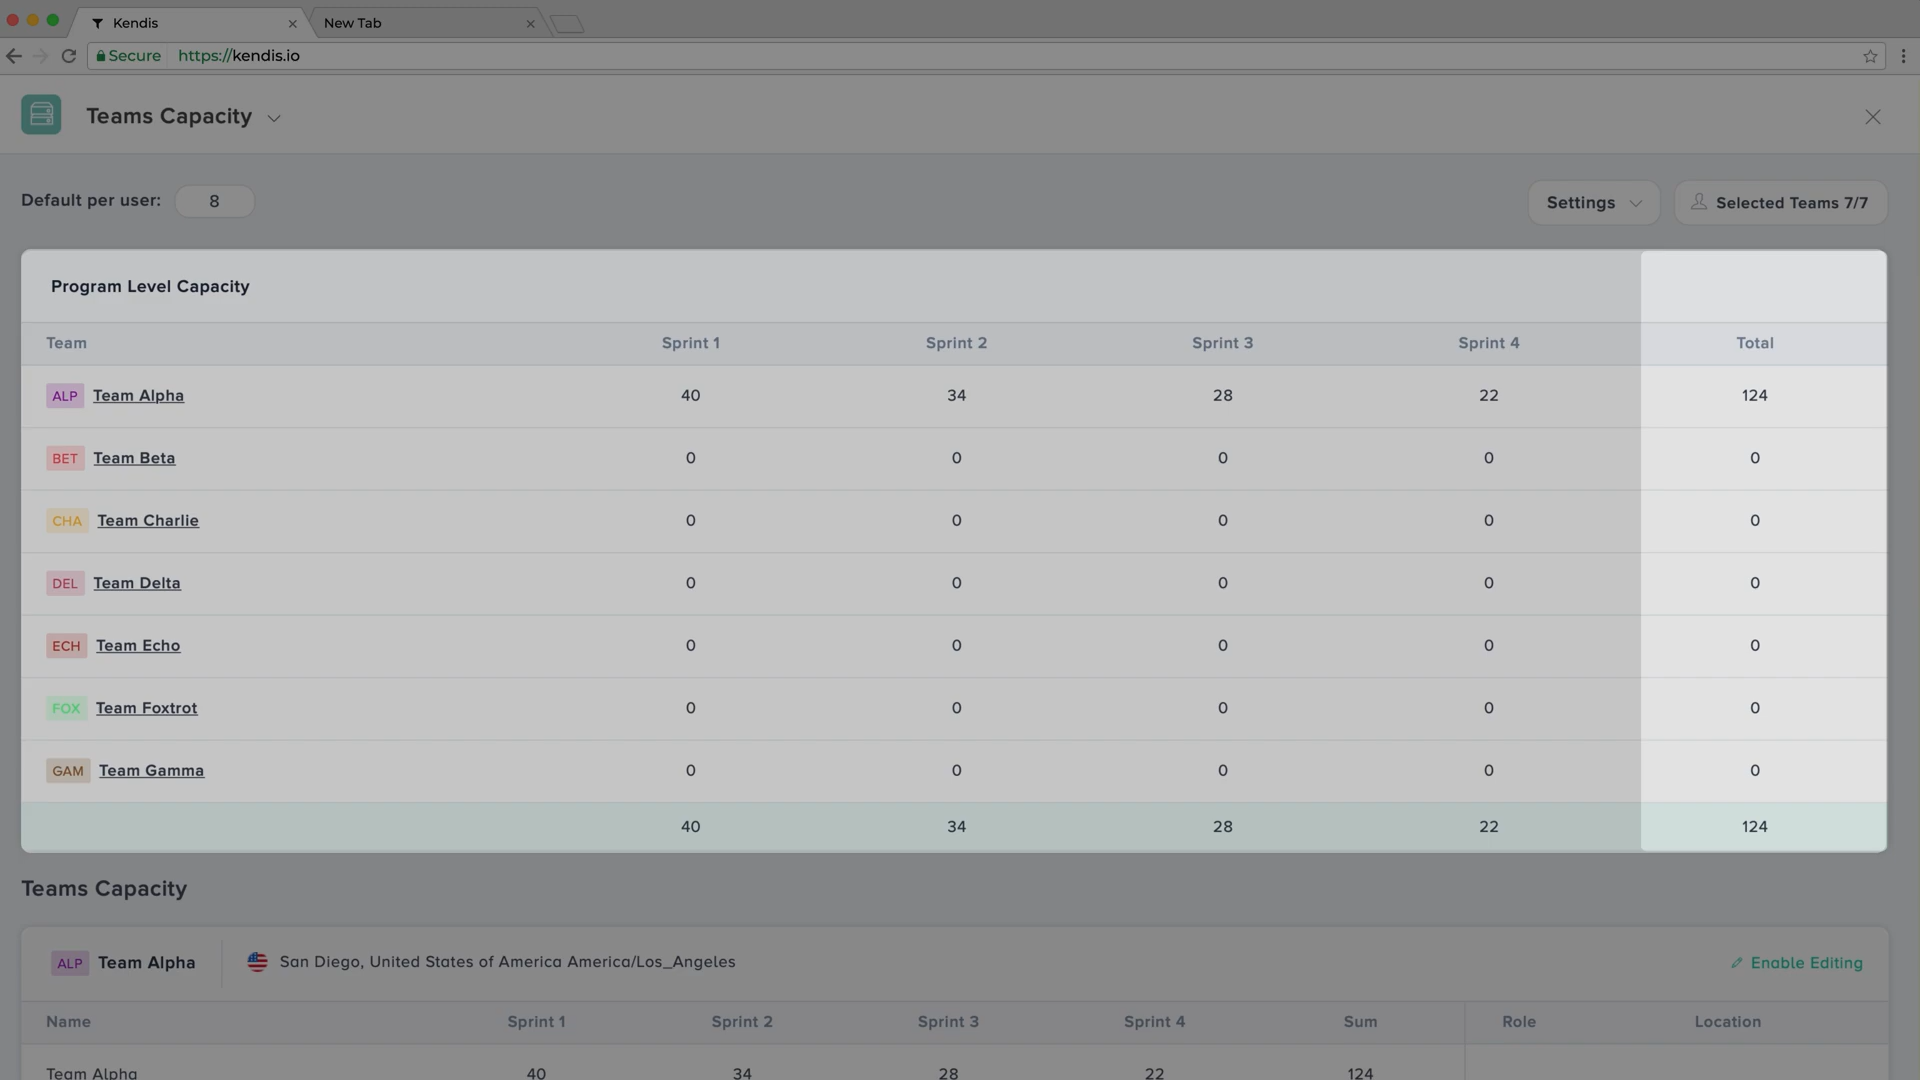 Kendis
New Tab
Secure https://kendis.io
Teams Capacity
Default per user: 8
Settings
Selected Teams 7/7
Program Level Capacity
Team Sprint 1 Sprint 2 Sprint 3 Sprint 4 Total
ALP Team Alpha 40 34 28 22 124
BET Team Beta 0 0 0 0 0
CHA Team Charlie 0 0 0 0 0
DEL Team Delta 0 0 0 0 0
ECH Team Echo 0 0 0 0 0
FOX Team Foxtrot 0 0 0 0 0
GAM Team Gamma 0 0 0 0 0
40 34 28 22 124
Teams Capacity
ALP Team Alpha San Diego, United States of America America/Los_Angeles Enable Editing
Name Sprint 1 Sprint 2 Sprint 3 Sprint 4 Sum Role Location
Team Alpha 40 34 28 22 124